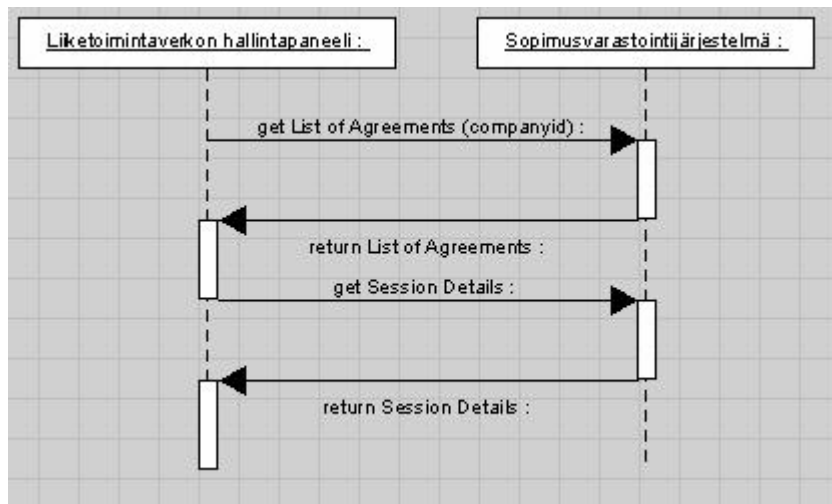 Liiketoimintaverkon hallintapaneeli :
Sopimusvarastointijärjestelmä :
get List of Agreements (companyid) :
return List of Agreements :
get Session Details :
return Session Details :